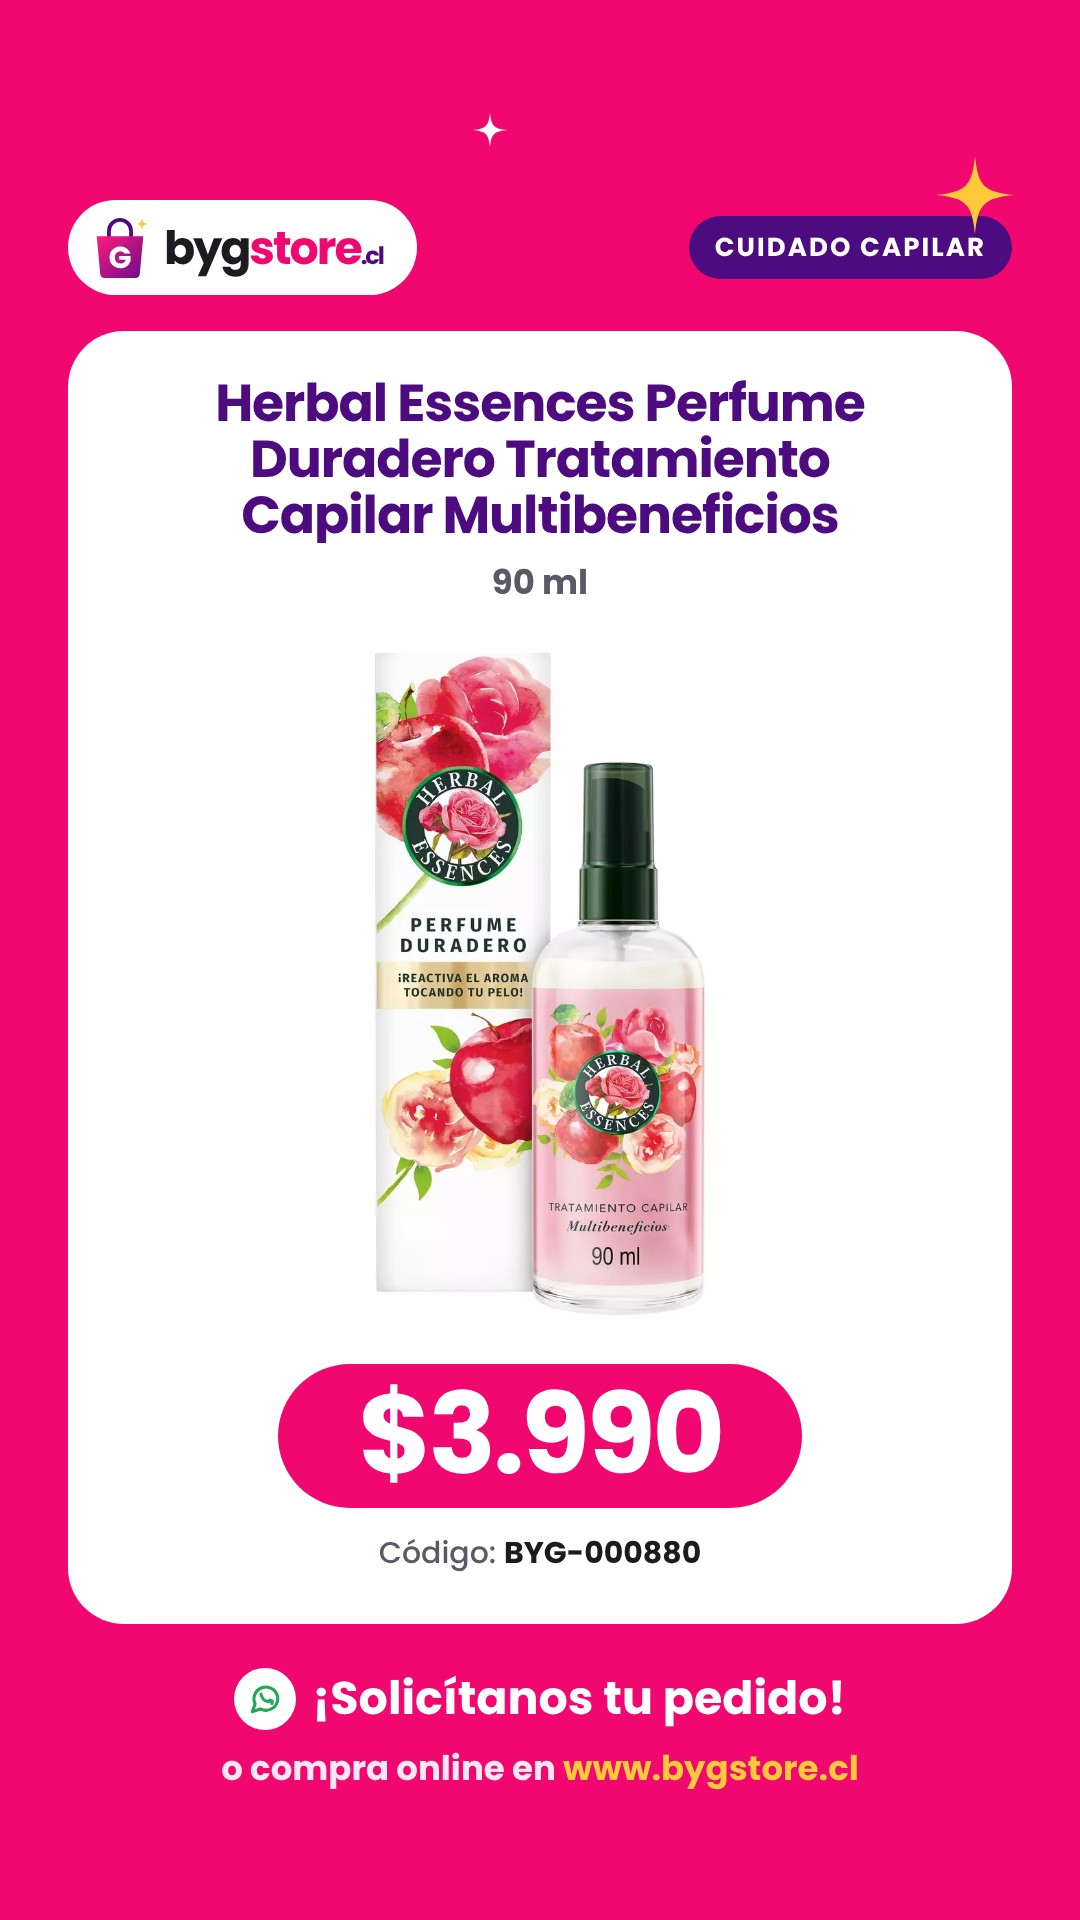 G bygstore.cl
CUIDADO CAPILAR
Herbal Essences Perfume
Duradero Tratamiento
Capilar Multibeneficios
90 ml
HERBAL
ESSENCES
PERFUME
DURADERO
¡REACTIVA EL AROMA
TOCANDO TU PELO!
HERBAL
ESSENCES
TRATAMIENTO CAPILAR
Multibeneficios
90 ml
$3.990
Código: BYG-000880
¡Solicítanos tu pedido!
o compra online en www.bygstore.cl